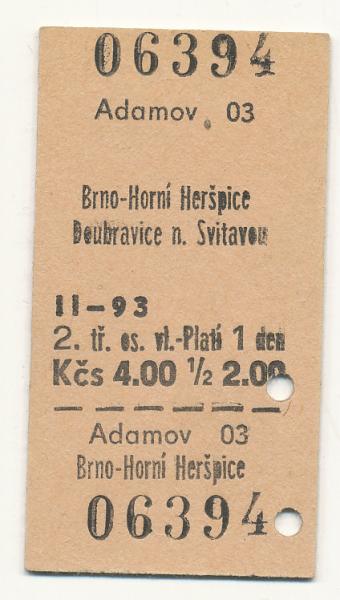 06394
Adamov 03
Brno-Horní Heršpice
Doubravice n. Svitavou
II-93
2. tř. os. vl.-Platí 1 den
Kčs 4.00 ½ 2.00
Adamov 03
Brno-Horní Heršpice
06394